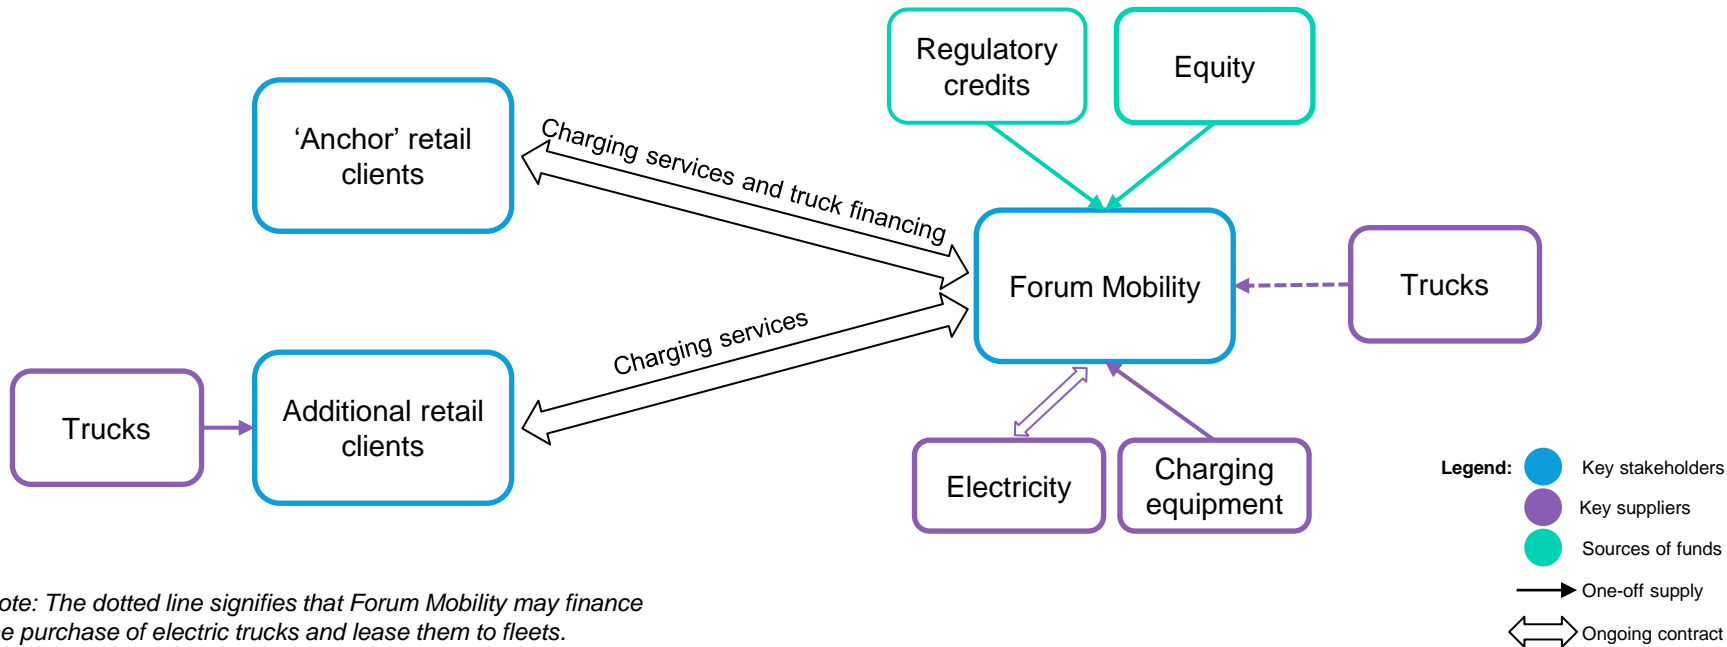 Regulatory
credits
Equity
‘Anchor’ retail
clients
Charging services and truck financing
Forum Mobility
Trucks
Charging services
Trucks
Additional retail
clients
Electricity
Charging
equipment
Legend:
Key stakeholders
Key suppliers
Sources of funds
One-off supply
Ongoing contract
The dotted line signifies that Forum Mobility may finance
purchase of electric trucks and lease them to fleets.